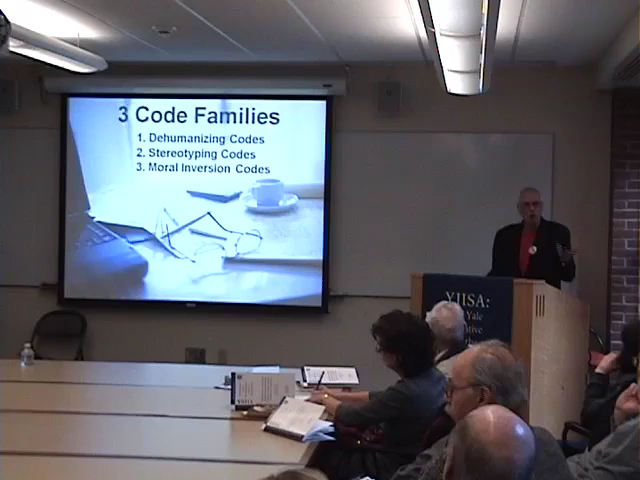 3 Code Families
1. Dehumanizing Codes
2. Stereotyping Codes
3. Moral Inversion Codes
YIISA:
Yale